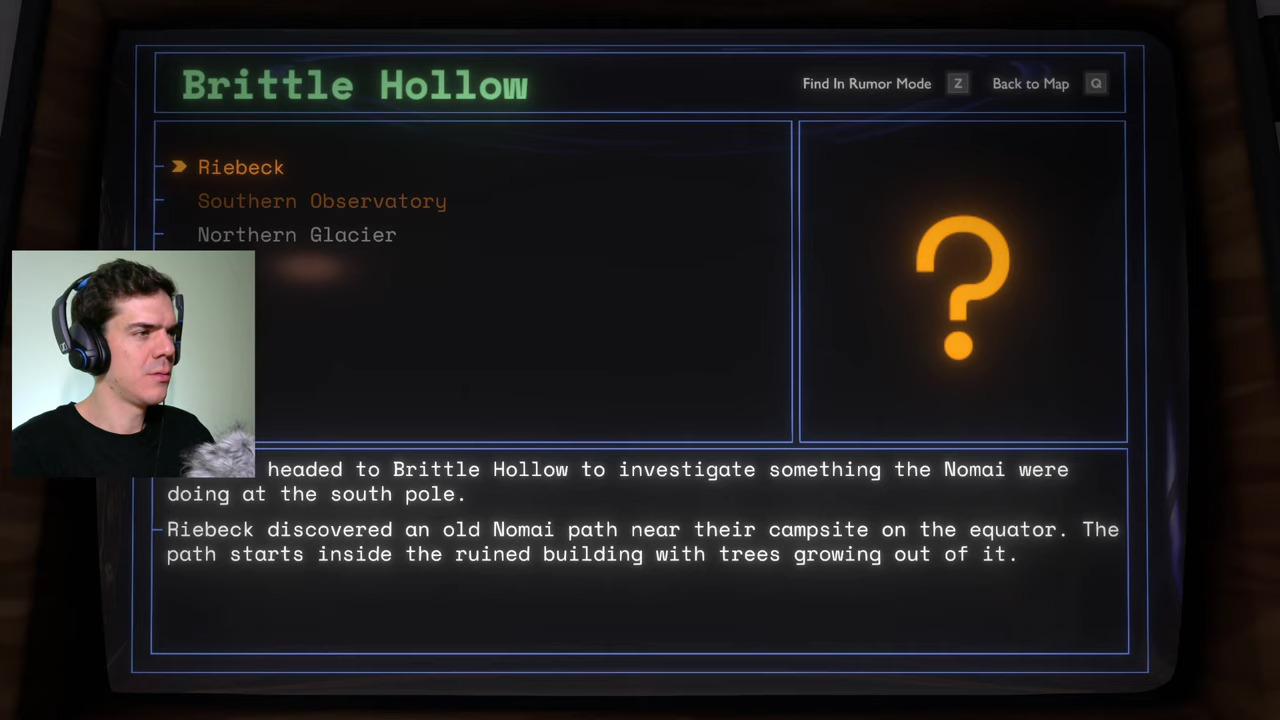 Brittle Hollow
Find In Rumor Mode Z Back to Map Q
Riebeck
Southern Observatory
Northern Glacier
headed to Brittle Hollow to investigate something the Nomai were
doing at the south pole.
Riebeck discovered an old Nomai path near their campsite on the equator. The
path starts inside the ruined building with trees growing out of it.